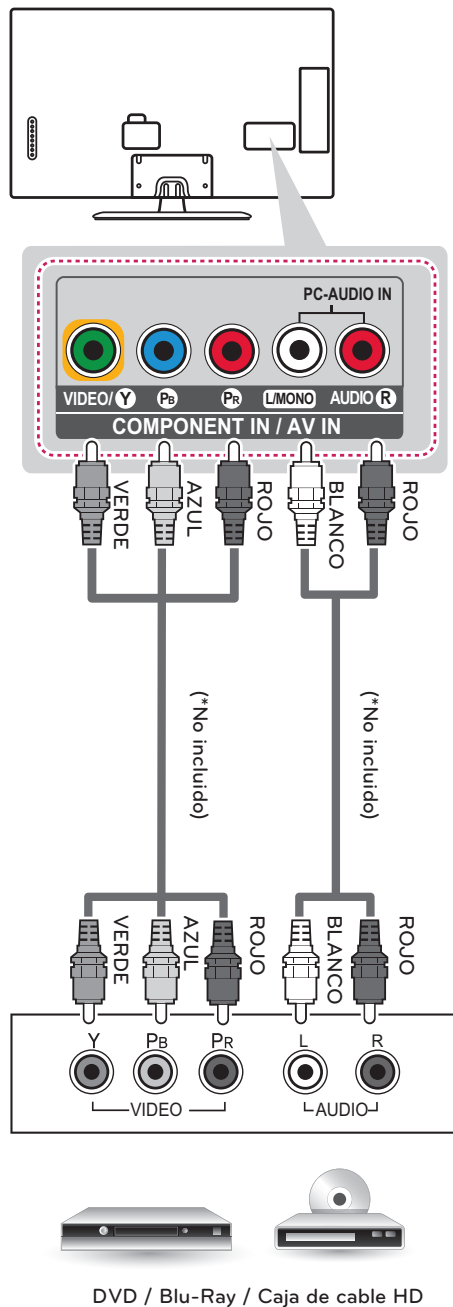 PC-AUDIO IN
VIDEO/ Y PB PR L/MONO AUDIO R
COMPONENT IN / AV IN
VERDE AZUL ROJO BLANCO ROJO
(*No incluido) (*No incluido)
VERDE AZUL ROJO BLANCO ROJO
Y PB PR L R
VIDEO AUDIO
DVD / Blu-Ray / Caja de cable HD